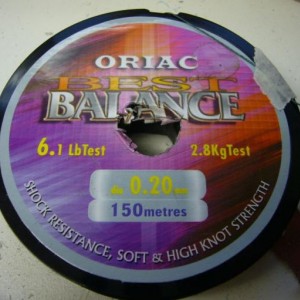 ORIAC
BEST
BALANCE
6.1 LbTest
2.8KgTest
0.20
150metres
SHOCK RESISTANCE, SOFT & HIGH KNOT STRENGTH